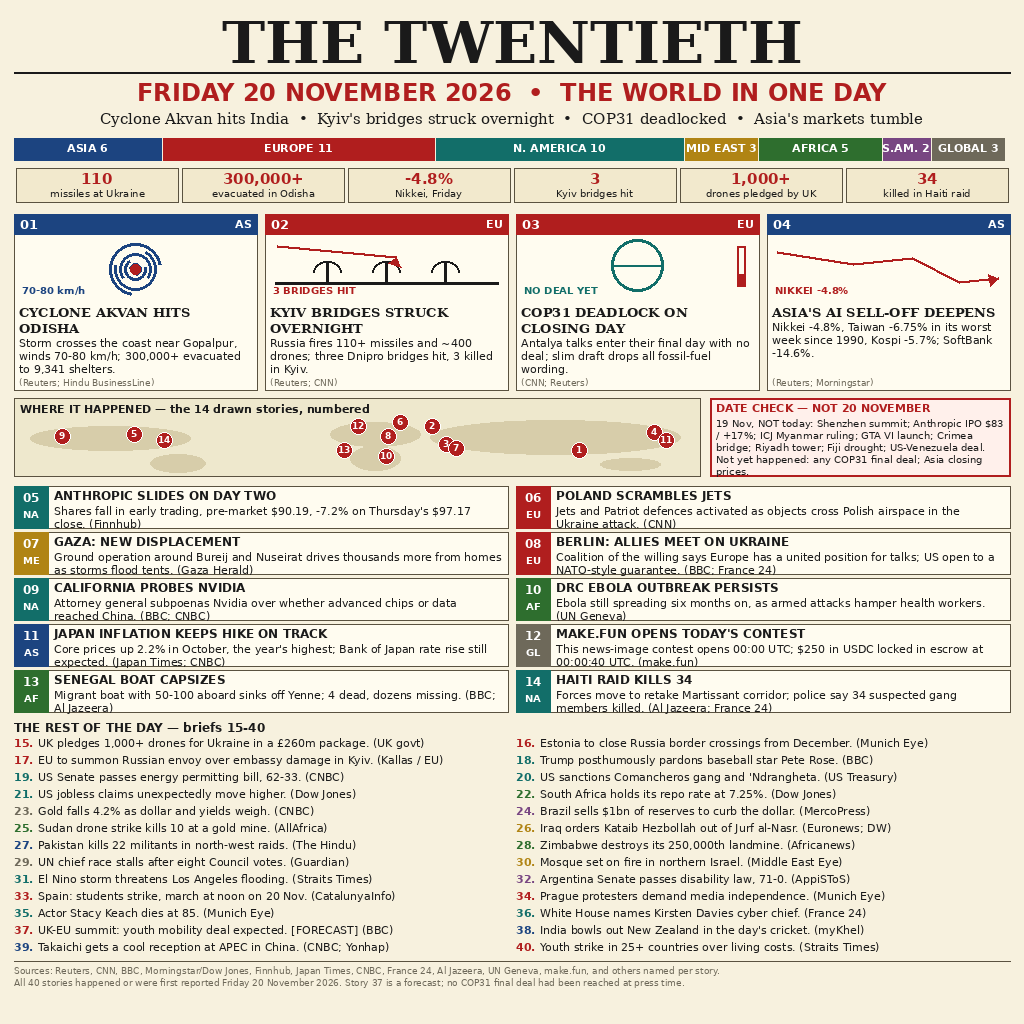 THE TWENTIETH
FRIDAY 20 NOVEMBER 2026 • THE WORLD IN ONE DAY
Cyclone Akvan hits India • Kyiv's bridges struck overnight • COP31 deadlocked • Asia's markets tumble
ASIA 6
EUROPE 11
N. AMERICA 10
MID EAST 3
AFRICA 5
S.AM. 2
GLOBAL 3
110
missiles at Ukraine
300,000+
evacuated in Odisha
-4.8%
Nikkei, Friday
3
Kyiv bridges hit
1,000+
drones pledged by UK
34
killed in Haiti raid
01 AS
70-80 km/h
CYCLONE AKVAN HITS
ODISHA
Storm crosses the coast near Gopalpur,
winds 70-80 km/h; 300,000+ evacuated
to 9,341 shelters.
(Reuters; Hindu BusinessLine)
02 EU
3 BRIDGES HIT
KYIV BRIDGES STRUCK
OVERNIGHT
Russia fires 110+ missiles and ~400
drones; three Dnipro bridges hit, 3 killed
in Kyiv.
(Reuters; CNN)
03 EU
NO DEAL YET
COP31 DEADLOCK ON
CLOSING DAY
Antalya talks enter their final day with no
deal; slim draft drops all fossil-fuel
wording.
(CNN; Reuters)
04 AS
NIKKEI -4.8%
ASIA'S AI SELL-OFF DEEPENS
Nikkei -4.8%, Taiwan -6.75% in its worst
week since 1990, Kospi -5.7%; SoftBank
-14.6%.
(Reuters; Morningstar)
WHERE IT HAPPENED — the 14 drawn stories, numbered
9
5
14
12
6
2
8
13
10
3
7
1
4
11
DATE CHECK — NOT 20 NOVEMBER
19 Nov, NOT today: Shenzhen summit; Anthropic IPO $83
/ +17%; ICJ Myanmar ruling; GTA VI launch; Crimea
bridge; Riyadh tower; Fiji drought; US-Venezuela deal.
Not yet happened: any COP31 final deal; Asia closing
prices.
05
NA
ANTHROPIC SLIDES ON DAY TWO
Shares fall in early trading, pre-market $90.19, -7.2% on Thursday's $97.17
close. (Finnhub)
06
EU
POLAND SCRAMBLES JETS
Jets and Patriot defences activated as objects cross Polish airspace in the
Ukraine attack. (CNN)
07
ME
GAZA: NEW DISPLACEMENT
Ground operation around Bureij and Nuseirat drives thousands more from homes
as storms flood tents. (Gaza Herald)
08
EU
BERLIN: ALLIES MEET ON UKRAINE
Coalition of the willing says Europe has a united position for talks; US open to a
NATO-style guarantee. (BBC; France 24)
09
NA
CALIFORNIA PROBES NVIDIA
Attorney general subpoenas Nvidia over whether advanced chips or data
reached China. (BBC; CNBC)
10
AF
DRC EBOLA OUTBREAK PERSISTS
Ebola still spreading six months on, as armed attacks hamper health workers.
(UN Geneva)
11
AS
JAPAN INFLATION KEEPS HIKE ON TRACK
Core prices up 2.2% in October, the year's highest; Bank of Japan rate rise still
expected. (Japan Times; CNBC)
12
GL
MAKE.FUN OPENS TODAY'S CONTEST
This news-image contest opens 00:00 UTC; $250 in USDC locked in escrow at
00:00:40 UTC. (make.fun)
13
AF
SENEGAL BOAT CAPSIZES
Migrant boat with 50-100 aboard sinks off Yenne; 4 dead, dozens missing. (BBC;
Al Jazeera)
14
NA
HAITI RAID KILLS 34
Forces move to retake Martissant corridor; police say 34 suspected gang
members killed. (Al Jazeera; France 24)
THE REST OF THE DAY — briefs 15-40
15. UK pledges 1,000+ drones for Ukraine in a £260m package. (UK govt)
16. Estonia to close Russia border crossings from December. (Munich Eye)
17. EU to summon Russian envoy over embassy damage in Kyiv. (Kallas / EU)
18. Trump posthumously pardons baseball star Pete Rose. (BBC)
19. US Senate passes energy permitting bill, 62-33. (CNBC)
20. US sanctions Comancheros gang and 'Ndrangheta. (US Treasury)
21. US jobless claims unexpectedly move higher. (Dow Jones)
22. South Africa holds its repo rate at 7.25%. (Dow Jones)
23. Gold falls 4.2% as dollar and yields weigh. (CNBC)
24. Brazil sells $1bn of reserves to curb the dollar. (MercoPress)
25. Sudan drone strike kills 10 at a gold mine. (AllAfrica)
26. Iraq orders Kataib Hezbollah out of Jurf al-Nasr. (Euronews; DW)
27. Pakistan kills 22 militants in north-west raids. (The Hindu)
28. Zimbabwe destroys its 250,000th landmine. (Africanews)
29. UN chief race stalls after eight Council votes. (Guardian)
30. Mosque set on fire in northern Israel. (Middle East Eye)
31. El Nino storm threatens Los Angeles flooding. (Straits Times)
32. Argentina Senate passes disability law, 71-0. (AppiSToS)
33. Spain: students strike, march at noon on 20 Nov. (CatalunyaInfo)
34. Prague protesters demand media independence. (Munich Eye)
35. Actor Stacy Keach dies at 85. (Munich Eye)
36. White House names Kirsten Davies cyber chief. (France 24)
37. UK-EU summit: youth mobility deal expected. [FORECAST] (BBC)
38. India bowls out New Zealand in the day's cricket. (myKhel)
39. Takaichi gets a cool reception at APEC in China. (CNBC; Yonhap)
40. Youth strike in 25+ countries over living costs. (Straits Times)
Sources: Reuters, CNN, BBC, Morningstar/Dow Jones, Finnhub, Japan Times, CNBC, France 24, Al Jazeera, UN Geneva, make.fun, and others named per story.
All 40 stories happened or were first reported Friday 20 November 2026. Story 37 is a forecast; no COP31 final deal had been reached at press time.